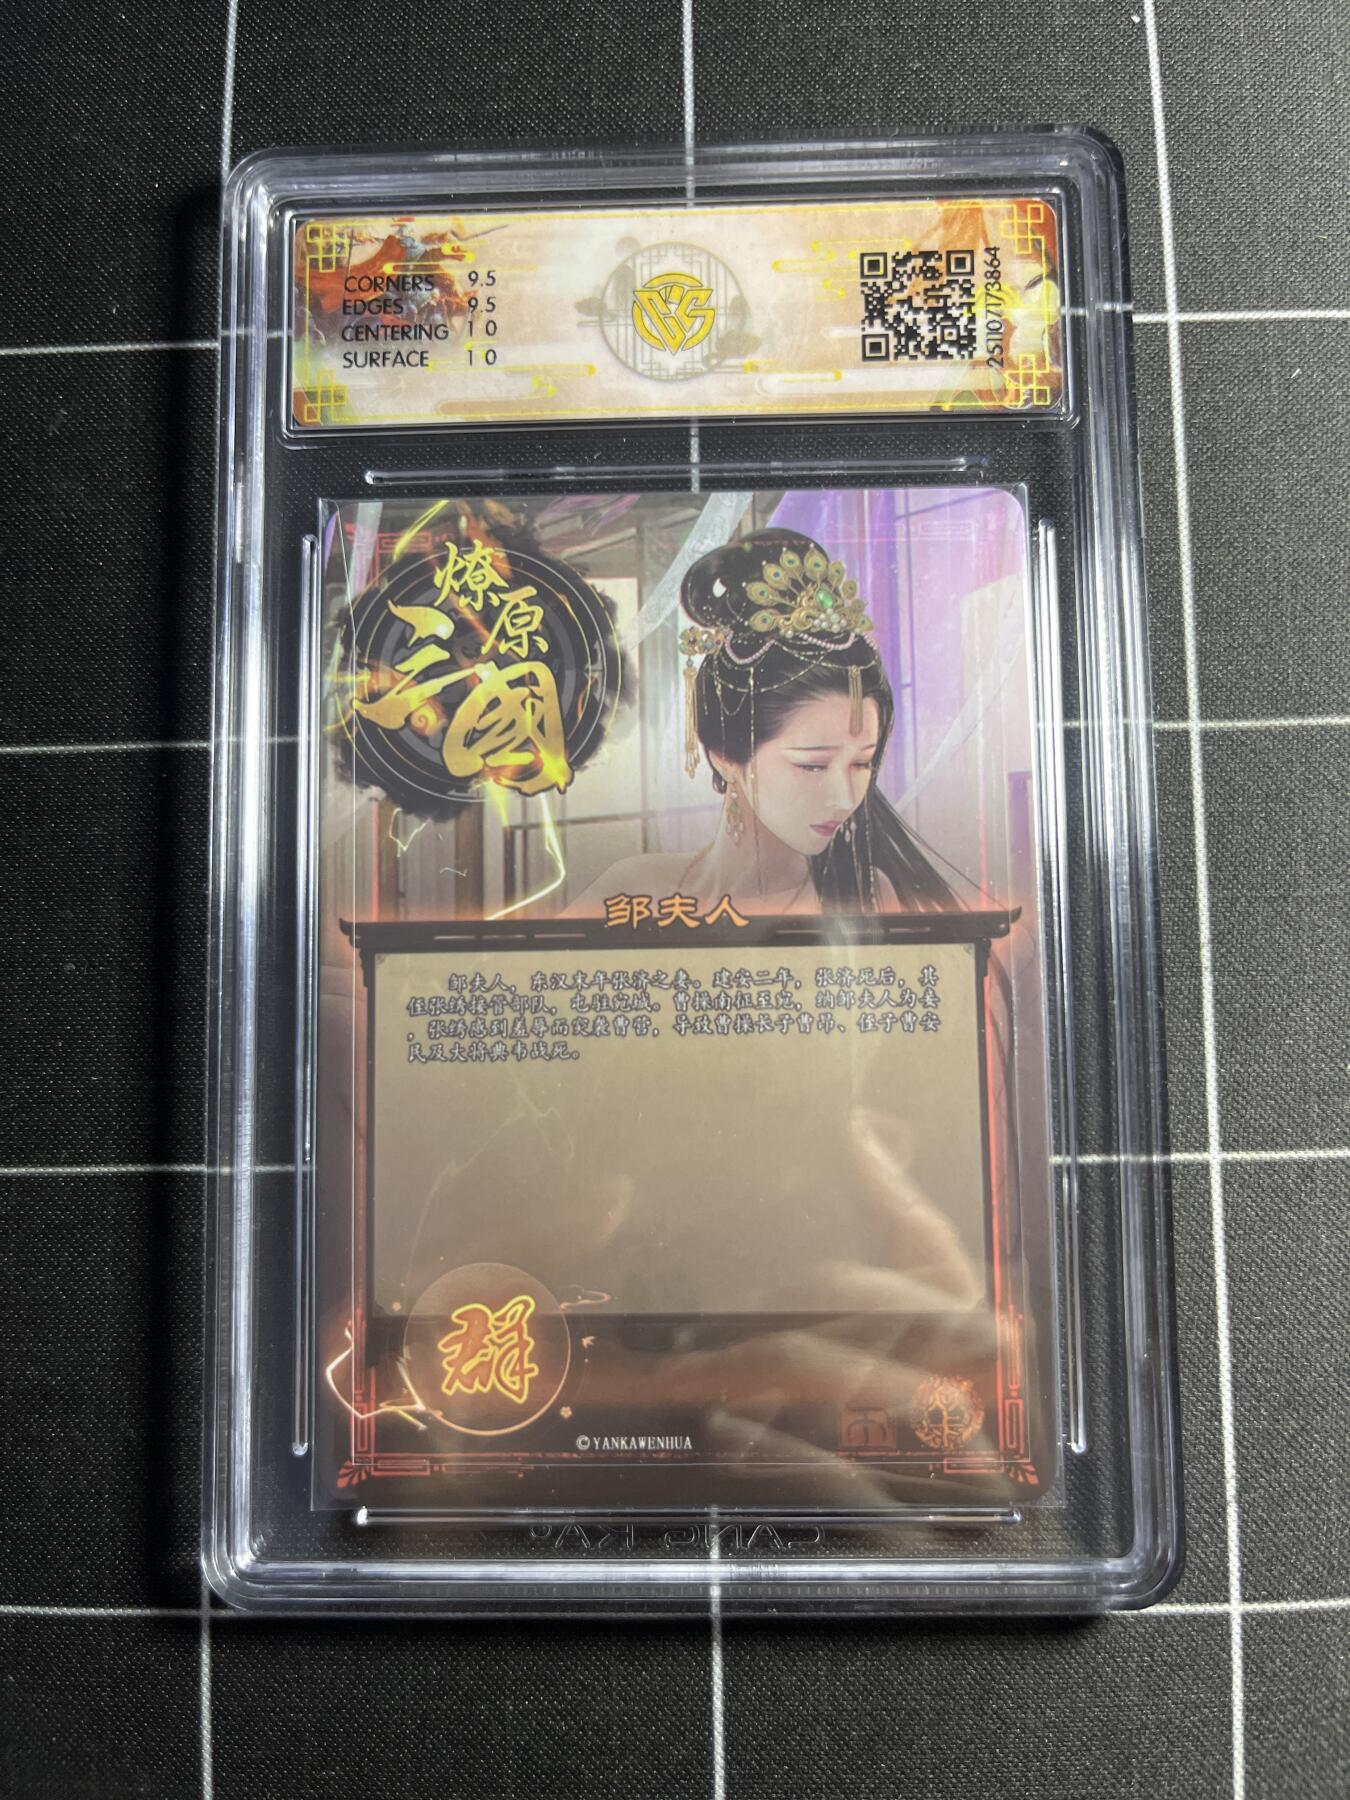 CORNERS 9.5
EDGES 9.5
CENTERING 10
SURFACE 10
251107173864
燎原
三國
邹夫人
邹夫人，东汉末年张济之妻。建安二年，张济死后，其
侄张绣接管部队，屯驻宛城。曹操南征至宛，纳邹夫人为妾
，张绣感到羞辱而突袭曹营，导致曹操长子曹昂、侄子曹安
民及大将典韦战死。
群
©YANKAWENHUA